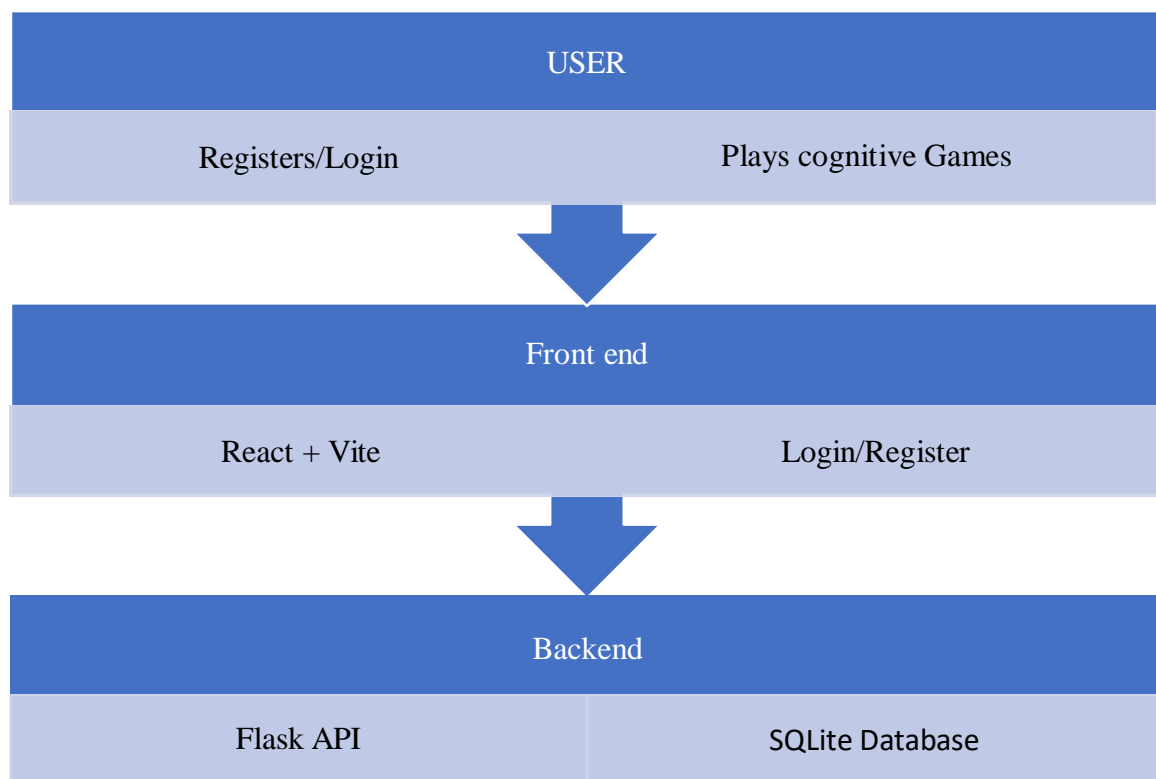 USER
Registers/Login
Plays cognitive Games
Front end
React + Vite
Login/Register
Backend
Flask API
SQLite Database